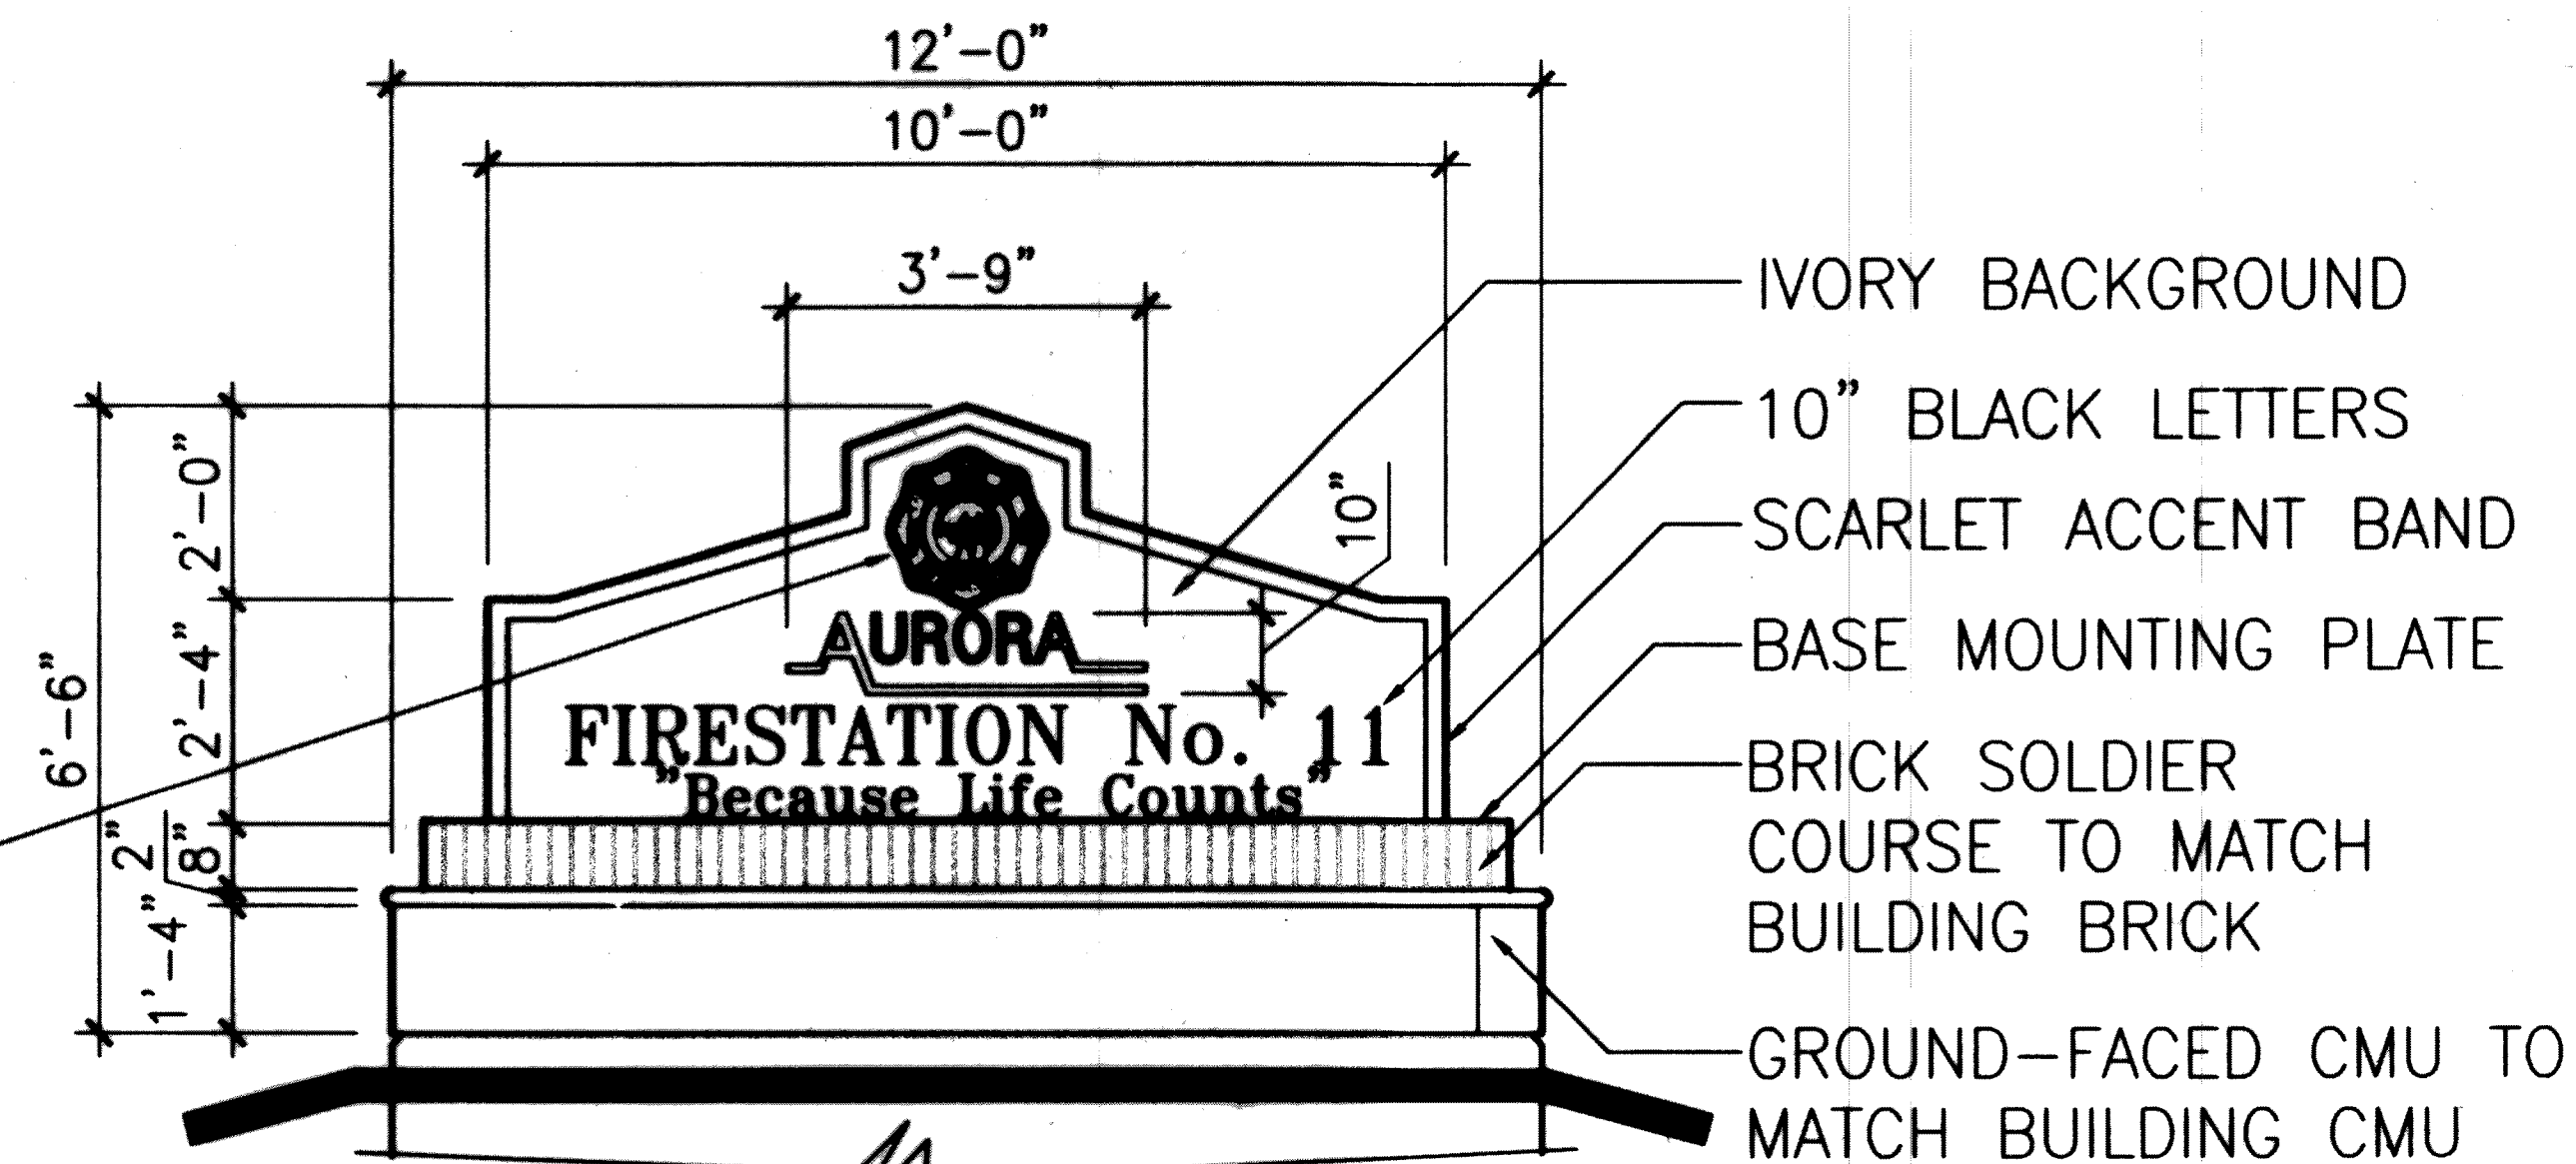 12'-0"
10'-0"
3'-9"
IVORY BACKGROUND
10" BLACK LETTERS
SCARLET ACCENT BAND
BASE MOUNTING PLATE
BRICK SOLDIER
COURSE TO MATCH
BUILDING BRICK
GROUND-FACED CMU TO
MATCH BUILDING CMU
6'-6"
2'-0"
2'-4"
8"
2"
1'-4"
10"
AURORA
FIRESTATION No. 11
"Because Life Counts"